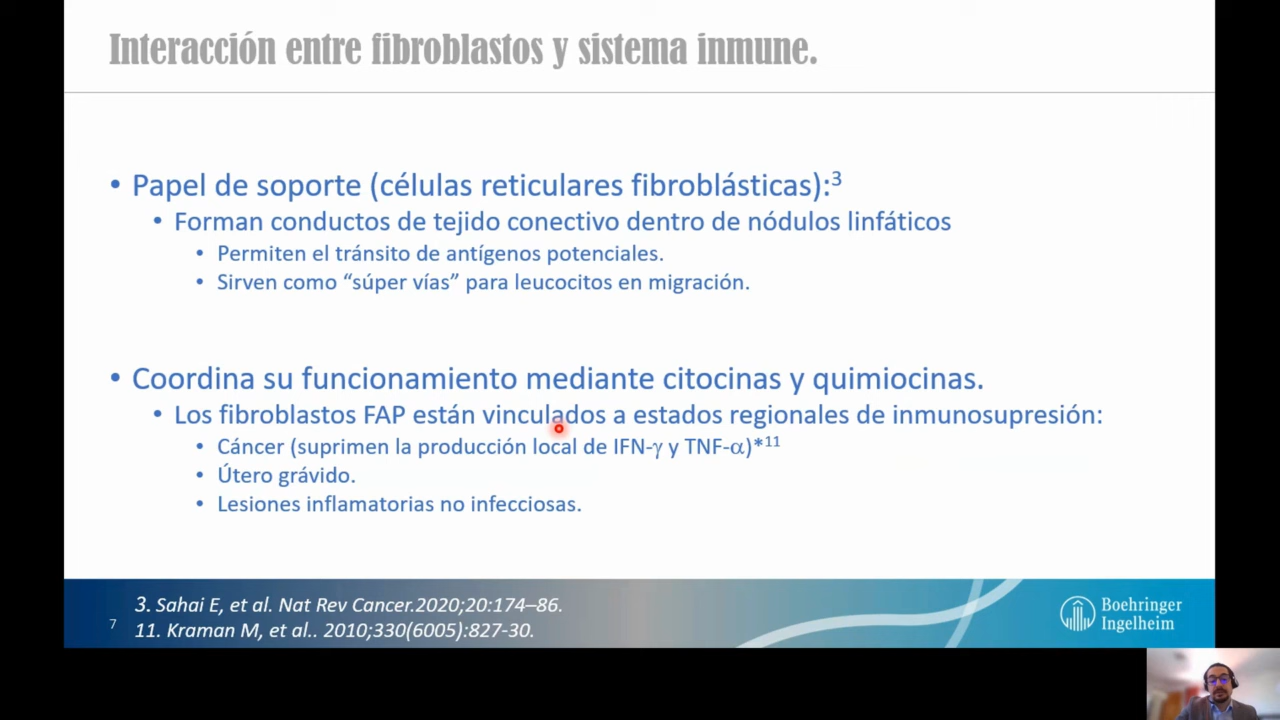 Interacción entre fibroblastos y sistema inmune.
• Papel de soporte (células reticulares fibroblásticas):3
• Forman conductos de tejido conectivo dentro de nódulos linfáticos
• Permiten el tránsito de antígenos potenciales.
• Sirven como “súper vías” para leucocitos en migración.
• Coordina su funcionamiento mediante citocinas y quimiocinas.
• Los fibroblastos FAP están vinculados a estados regionales de inmunosupresión:
• Cáncer (suprimen la producción local de IFN-γ y TNF-α)*11
• Útero grávido.
• Lesiones inflamatorias no infecciosas.
3. Sahai E, et al. Nat Rev Cancer.2020;20:174–86.
11. Kraman M, et al.. 2010;330(6005):827-30.
7
Boehringer
Ingelheim